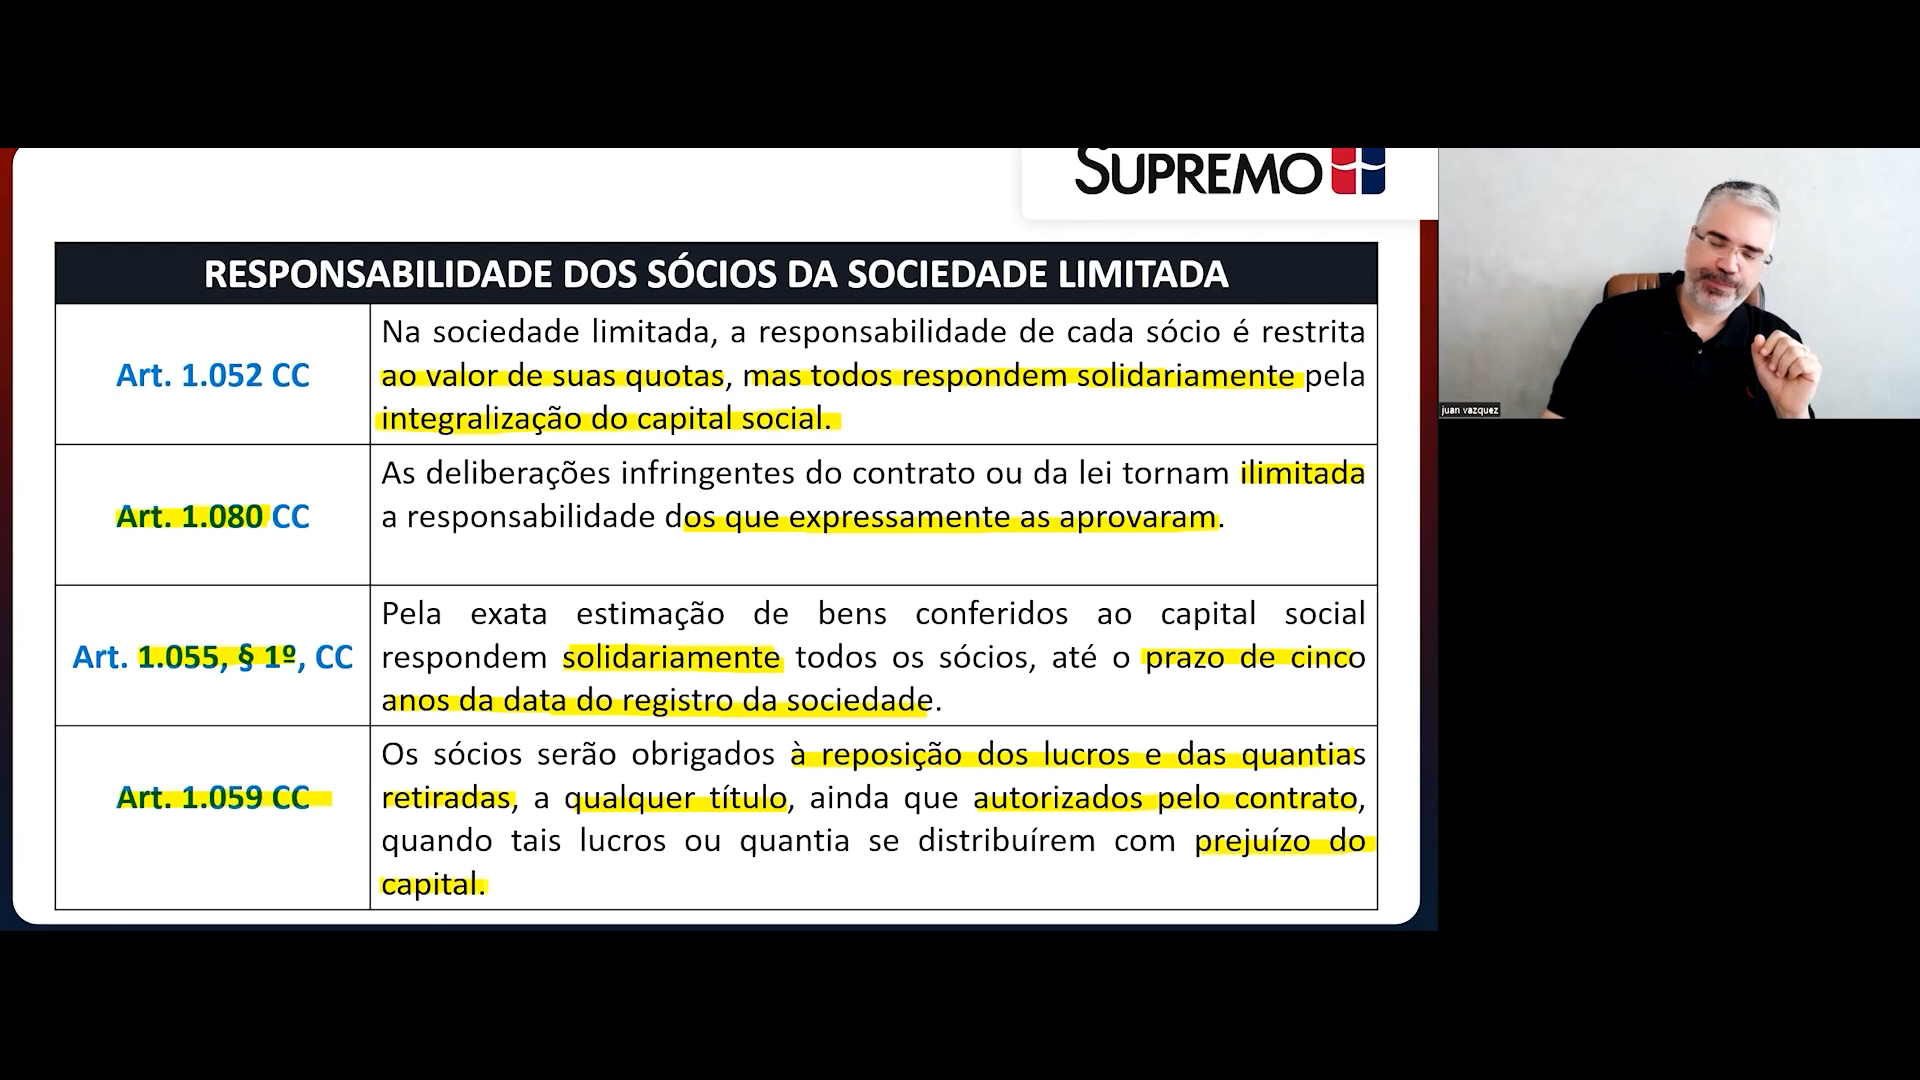 SUPREMO
RESPONSABILIDADE DOS SÓCIOS DA SOCIEDADE LIMITADA
Art. 1.052 CC
Na sociedade limitada, a responsabilidade de cada sócio é restrita
ao valor de suas quotas, mas todos respondem solidariamente pela
integralização do capital social.
Art. 1.080 CC
As deliberações infringentes do contrato ou da lei tornam ilimitada
a responsabilidade dos que expressamente as aprovaram.
Art. 1.055, § 1º, CC
Pela exata estimação de bens conferidos ao capital social
respondem solidariamente todos os sócios, até o prazo de cinco
anos da data do registro da sociedade.
Art. 1.059 CC
Os sócios serão obrigados à reposição dos lucros e das quantias
retiradas, a qualquer título, ainda que autorizados pelo contrato,
quando tais lucros ou quantia se distribuírem com prejuízo do
capital.
juan vazquez